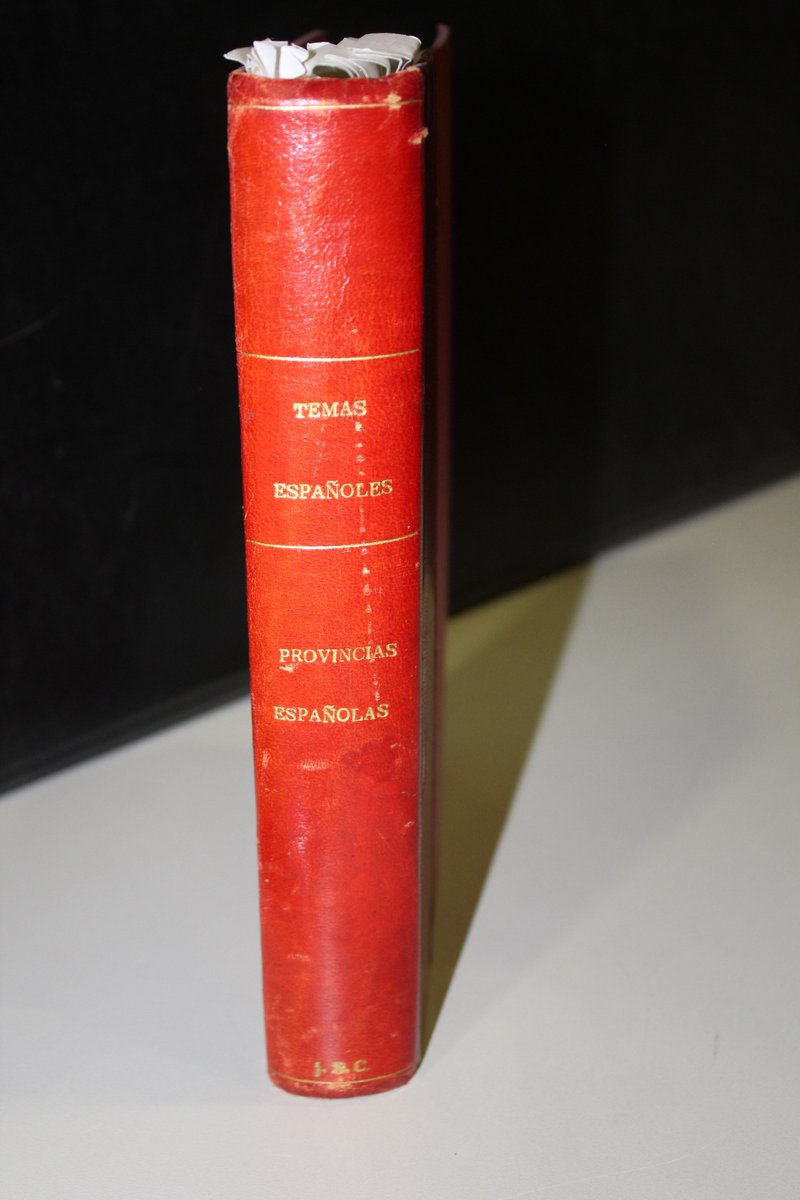 TEMAS
ESPAÑOLES
PROVINCIAS
ESPAÑOLAS
J. B. C.